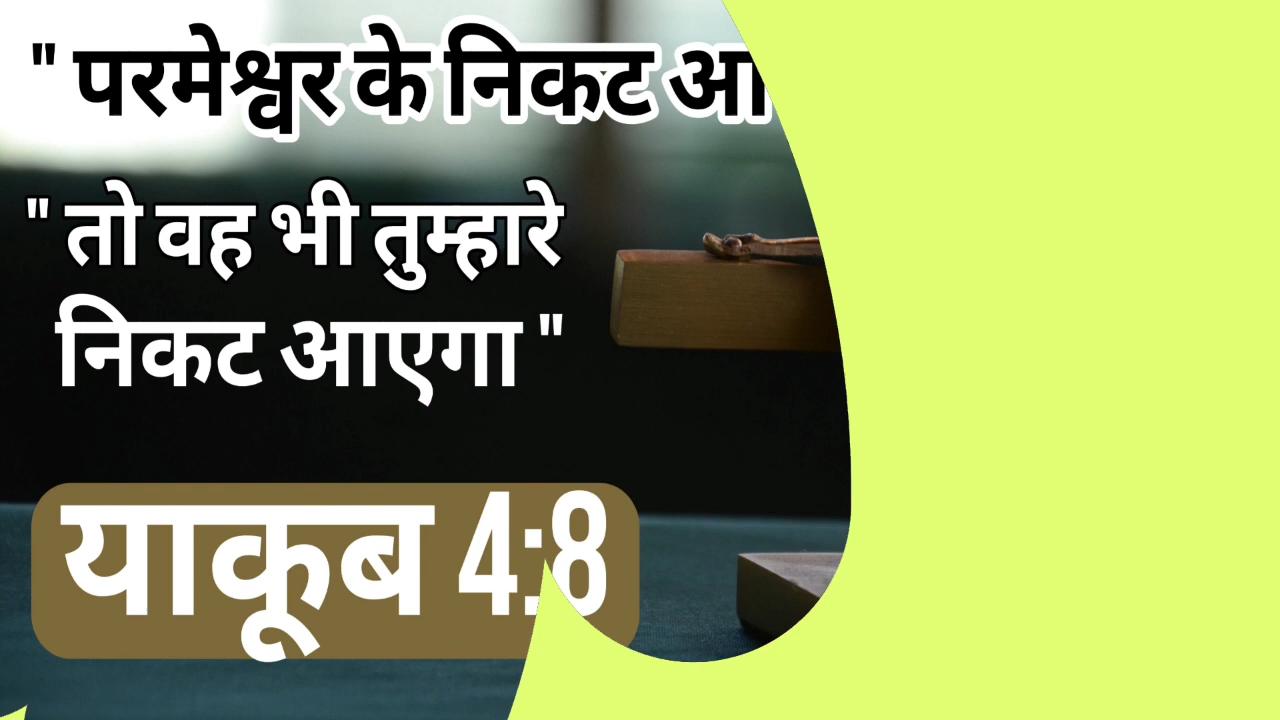 " परमेश्वर के निकट आ
" तो वह भी तुम्हारे
निकट आएगा "
याकूब 4:8